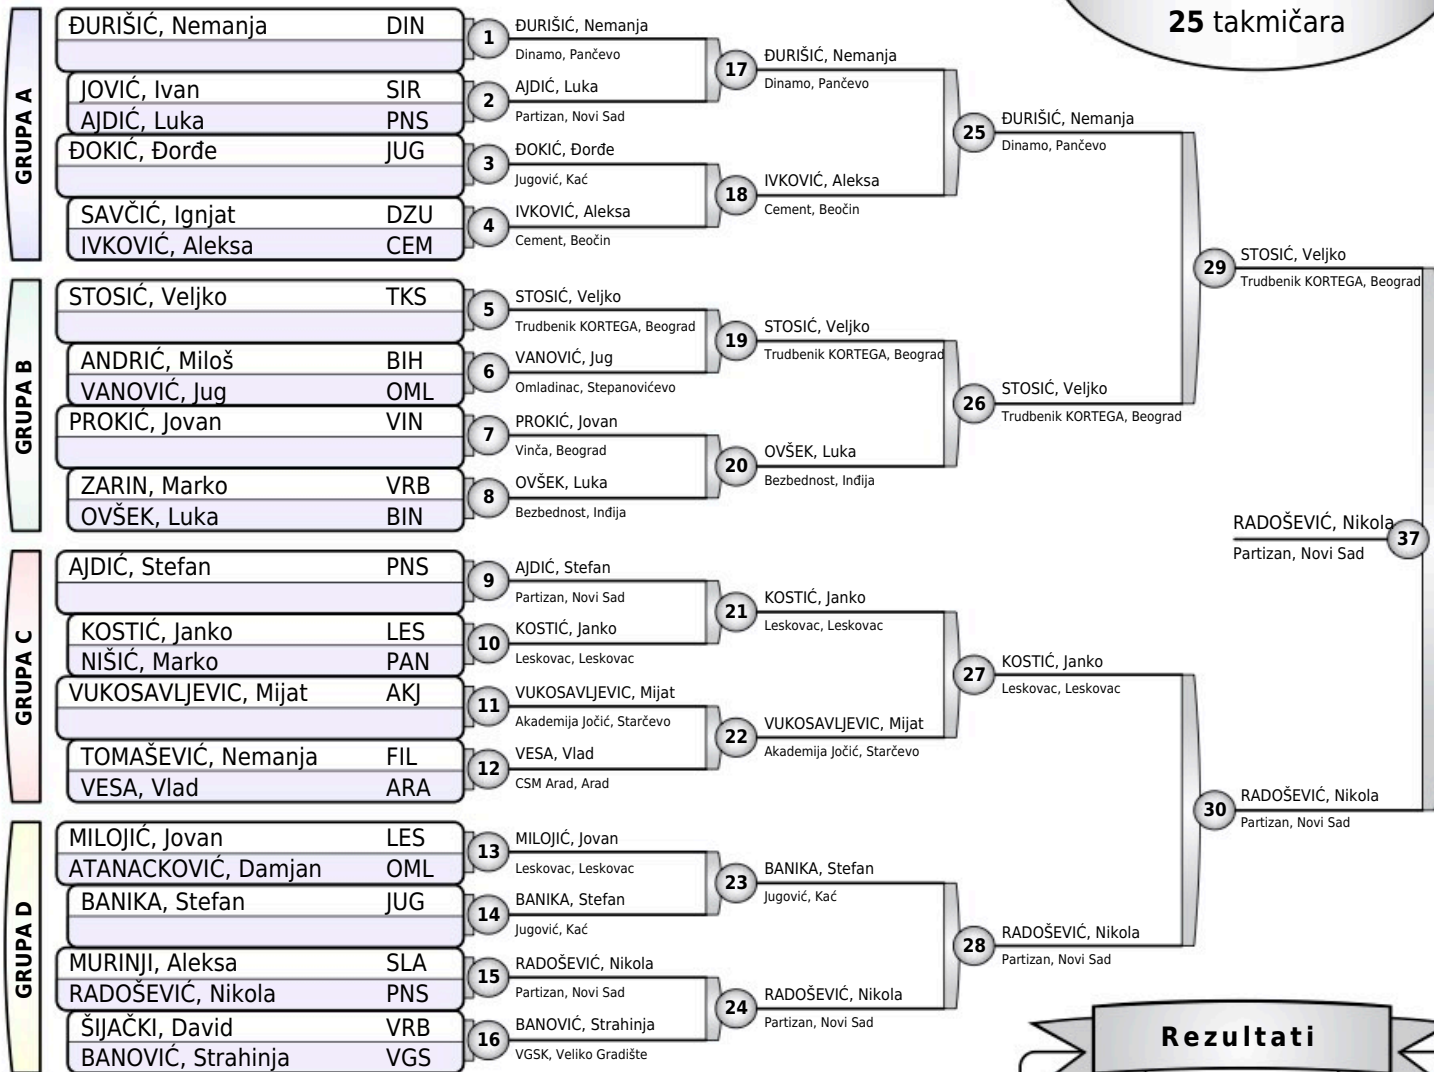 25 takmičara
GRUPA A
ĐURIŠIĆ, Nemanja DIN
JOVIĆ, Ivan SIR
AJDIĆ, Luka PNS
ĐOKIĆ, Đorđe JUG
SAVČIĆ, Ignjat DZU
IVKOVIĆ, Aleksa CEM
1 ĐURIŠIĆ, Nemanja
Dinamo, Pančevo
2 AJDIĆ, Luka
Partizan, Novi Sad
3 ĐOKIĆ, Đorđe
Jugović, Kać
4 IVKOVIĆ, Aleksa
Cement, Beočin
17 ĐURIŠIĆ, Nemanja
Dinamo, Pančevo
18 IVKOVIĆ, Aleksa
Cement, Beočin
25 ĐURIŠIĆ, Nemanja
Dinamo, Pančevo
GRUPA B
STOSIĆ, Veljko TKS
ANDRIĆ, Miloš BIH
VANOVIĆ, Jug OML
PROKIĆ, Jovan VIN
ZARIN, Marko VRB
OVŠEK, Luka BIN
5 STOSIĆ, Veljko
Trudbenik KORTEGA, Beograd
6 VANOVIĆ, Jug
Omladinac, Stepanovićevo
7 PROKIĆ, Jovan
Vinča, Beograd
8 OVŠEK, Luka
Bezbednost, Inđija
19 STOSIĆ, Veljko
Trudbenik KORTEGA, Beograd
20 OVŠEK, Luka
Bezbednost, Inđija
26 STOSIĆ, Veljko
Trudbenik KORTEGA, Beograd
29 STOSIĆ, Veljko
Trudbenik KORTEGA, Beograd
GRUPA C
AJDIĆ, Stefan PNS
KOSTIĆ, Janko LES
NIŠIĆ, Marko PAN
VUKOSAVLJEVIC, Mijat AKJ
TOMAŠEVIĆ, Nemanja FIL
VESA, Vlad ARA
9 AJDIĆ, Stefan
Partizan, Novi Sad
10 KOSTIĆ, Janko
Leskovac, Leskovac
11 VUKOSAVLJEVIC, Mijat
Akademija Jočić, Starčevo
12 VESA, Vlad
CSM Arad, Arad
21 KOSTIĆ, Janko
Leskovac, Leskovac
22 VUKOSAVLJEVIC, Mijat
Akademija Jočić, Starčevo
27 KOSTIĆ, Janko
Leskovac, Leskovac
GRUPA D
MILOJIĆ, Jovan LES
ATANACKOVIĆ, Damjan OML
BANIKA, Stefan JUG
MURINJI, Aleksa SLA
RADOŠEVIĆ, Nikola PNS
ŠIJAČKI, David VRB
BANOVIĆ, Strahinja VGS
13 MILOJIĆ, Jovan
Leskovac, Leskovac
14 BANIKA, Stefan
Jugović, Kać
15 RADOŠEVIĆ, Nikola
Partizan, Novi Sad
16 BANOVIĆ, Strahinja
VGSK, Veliko Gradište
23 BANIKA, Stefan
Jugović, Kać
24 RADOŠEVIĆ, Nikola
Partizan, Novi Sad
28 RADOŠEVIĆ, Nikola
Partizan, Novi Sad
30 RADOŠEVIĆ, Nikola
Partizan, Novi Sad
RADOŠEVIĆ, Nikola 37
Partizan, Novi Sad
Rezultati